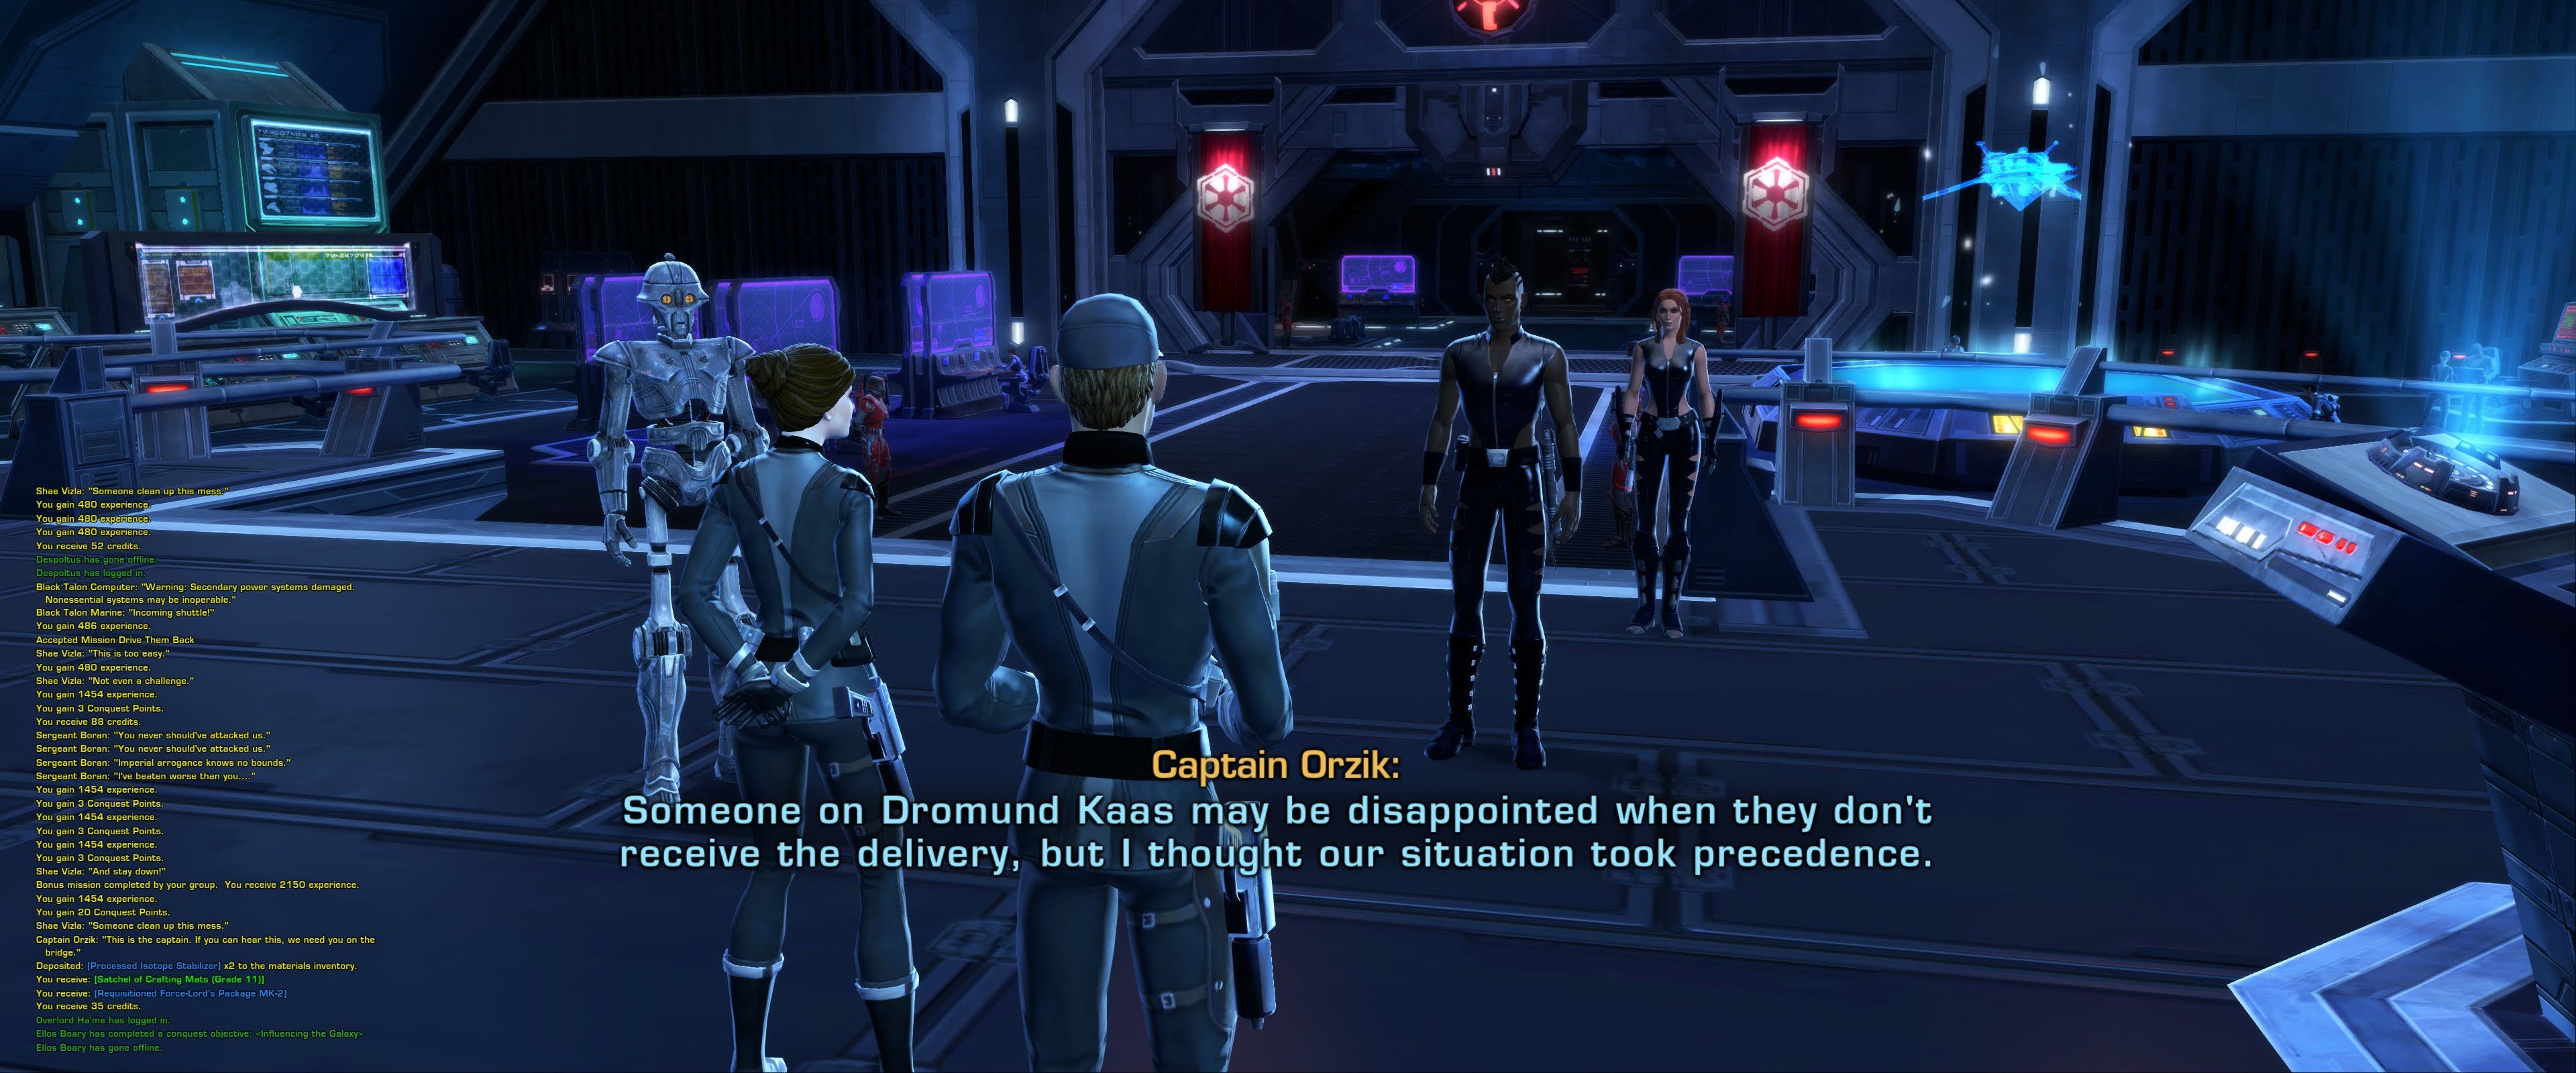 Shae Vizla: "Someone clean up this mess."
You gain 480 experience.
You gain 480 experience.
You gain 480 experience.
You receive 52 credits.
Despoltus has gone offline.
Despoltus has logged in.
Black Talon Computer: "Warning: Secondary power systems damaged.
Nonessential systems may be inoperable."
Black Talon Marine: "Incoming shuttle!"
You gain 486 experience.
Accepted Mission Drive Them Back
Shae Vizla: "This is too easy."
You gain 480 experience.
Shae Vizla: "Not even a challenge."
You gain 1454 experience.
You gain 3 Conquest Points.
You receive 88 credits.
Sergeant Boran: "You never should've attacked us."
Sergeant Boran: "You never should've attacked us."
Sergeant Boran: "Imperial arrogance knows no bounds."
Sergeant Boran: "I've beaten worse than you...."
You gain 1454 experience.
You gain 3 Conquest Points.
You gain 1454 experience.
You gain 3 Conquest Points.
You gain 1454 experience.
You gain 3 Conquest Points.
Shae Vizla: "And stay down!"
Bonus mission completed by your group. You receive 2150 experience.
You gain 1454 experience.
You gain 20 Conquest Points.
Shae Vizla: "Someone clean up this mess."
Captain Orzik: "This is the captain. If you can hear this, we need you on the
bridge."
Deposited: [Processed Isotope Stabilizer] x2 to the materials inventory.
You receive: [Satchel of Crafting Mats (Grade 11)]
You receive: [Requisitioned Force-Lord's Package MK-2]
You receive 35 credits.
Overlord Ha'me has logged in.
Ellos Boary has completed a conquest objective: <Influencing the Galaxy>
Ellos Boary has gone offline.
Captain Orzik:
Someone on Dromund Kaas may be disappointed when they don't
receive the delivery, but I thought our situation took precedence.